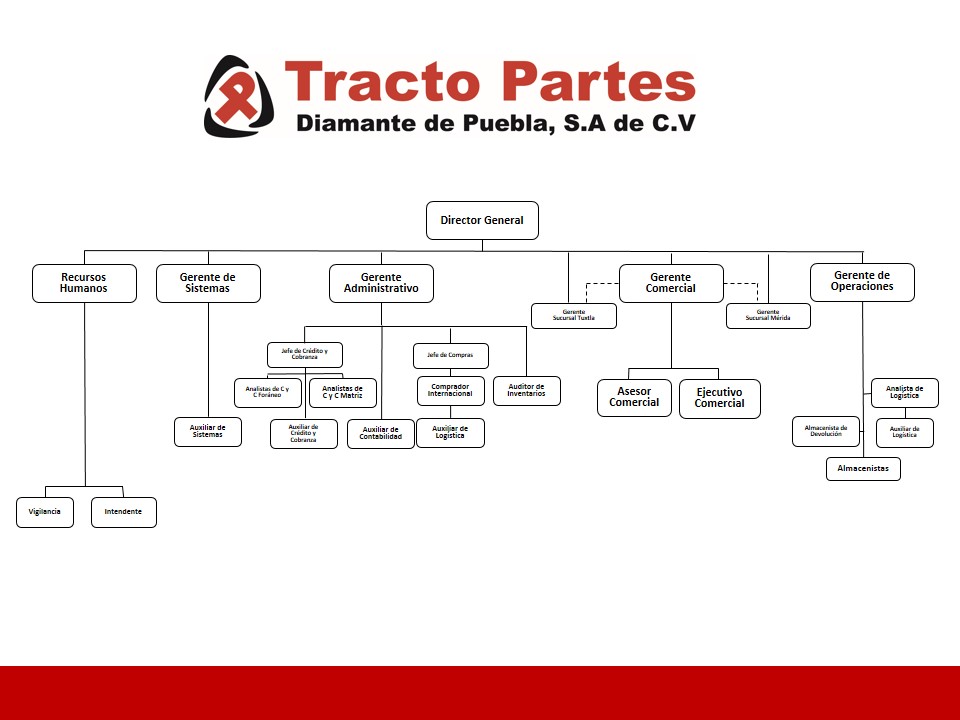 Tracto Partes
Diamante de Puebla, S.A de C.V
Director General
Recursos
Humanos
Gerente de
Sistemas
Gerente
Administrativo
Gerente
Comercial
Gerente de
Operaciones
Gerente
Sucursal Tuxtla
Gerente
Sucursal Mérida
Jefe de Crédito y
Cobranza
Jefe de Compras
Analistas de C y
C Foráneo
Analistas de
C y C Matriz
Comprador
Internacional
Auditor de
Inventarios
Asesor
Comercial
Ejecutivo
Comercial
Analista de
Logística
Auxiliar de
Sistemas
Auxiliar de
Crédito y
Cobranza
Auxiliar de
Contabilidad
Auxiliar de
Logística
Almacenista de
Devolución
Auxiliar de
Logística
Almacenistas
Vigilancia
Intendente